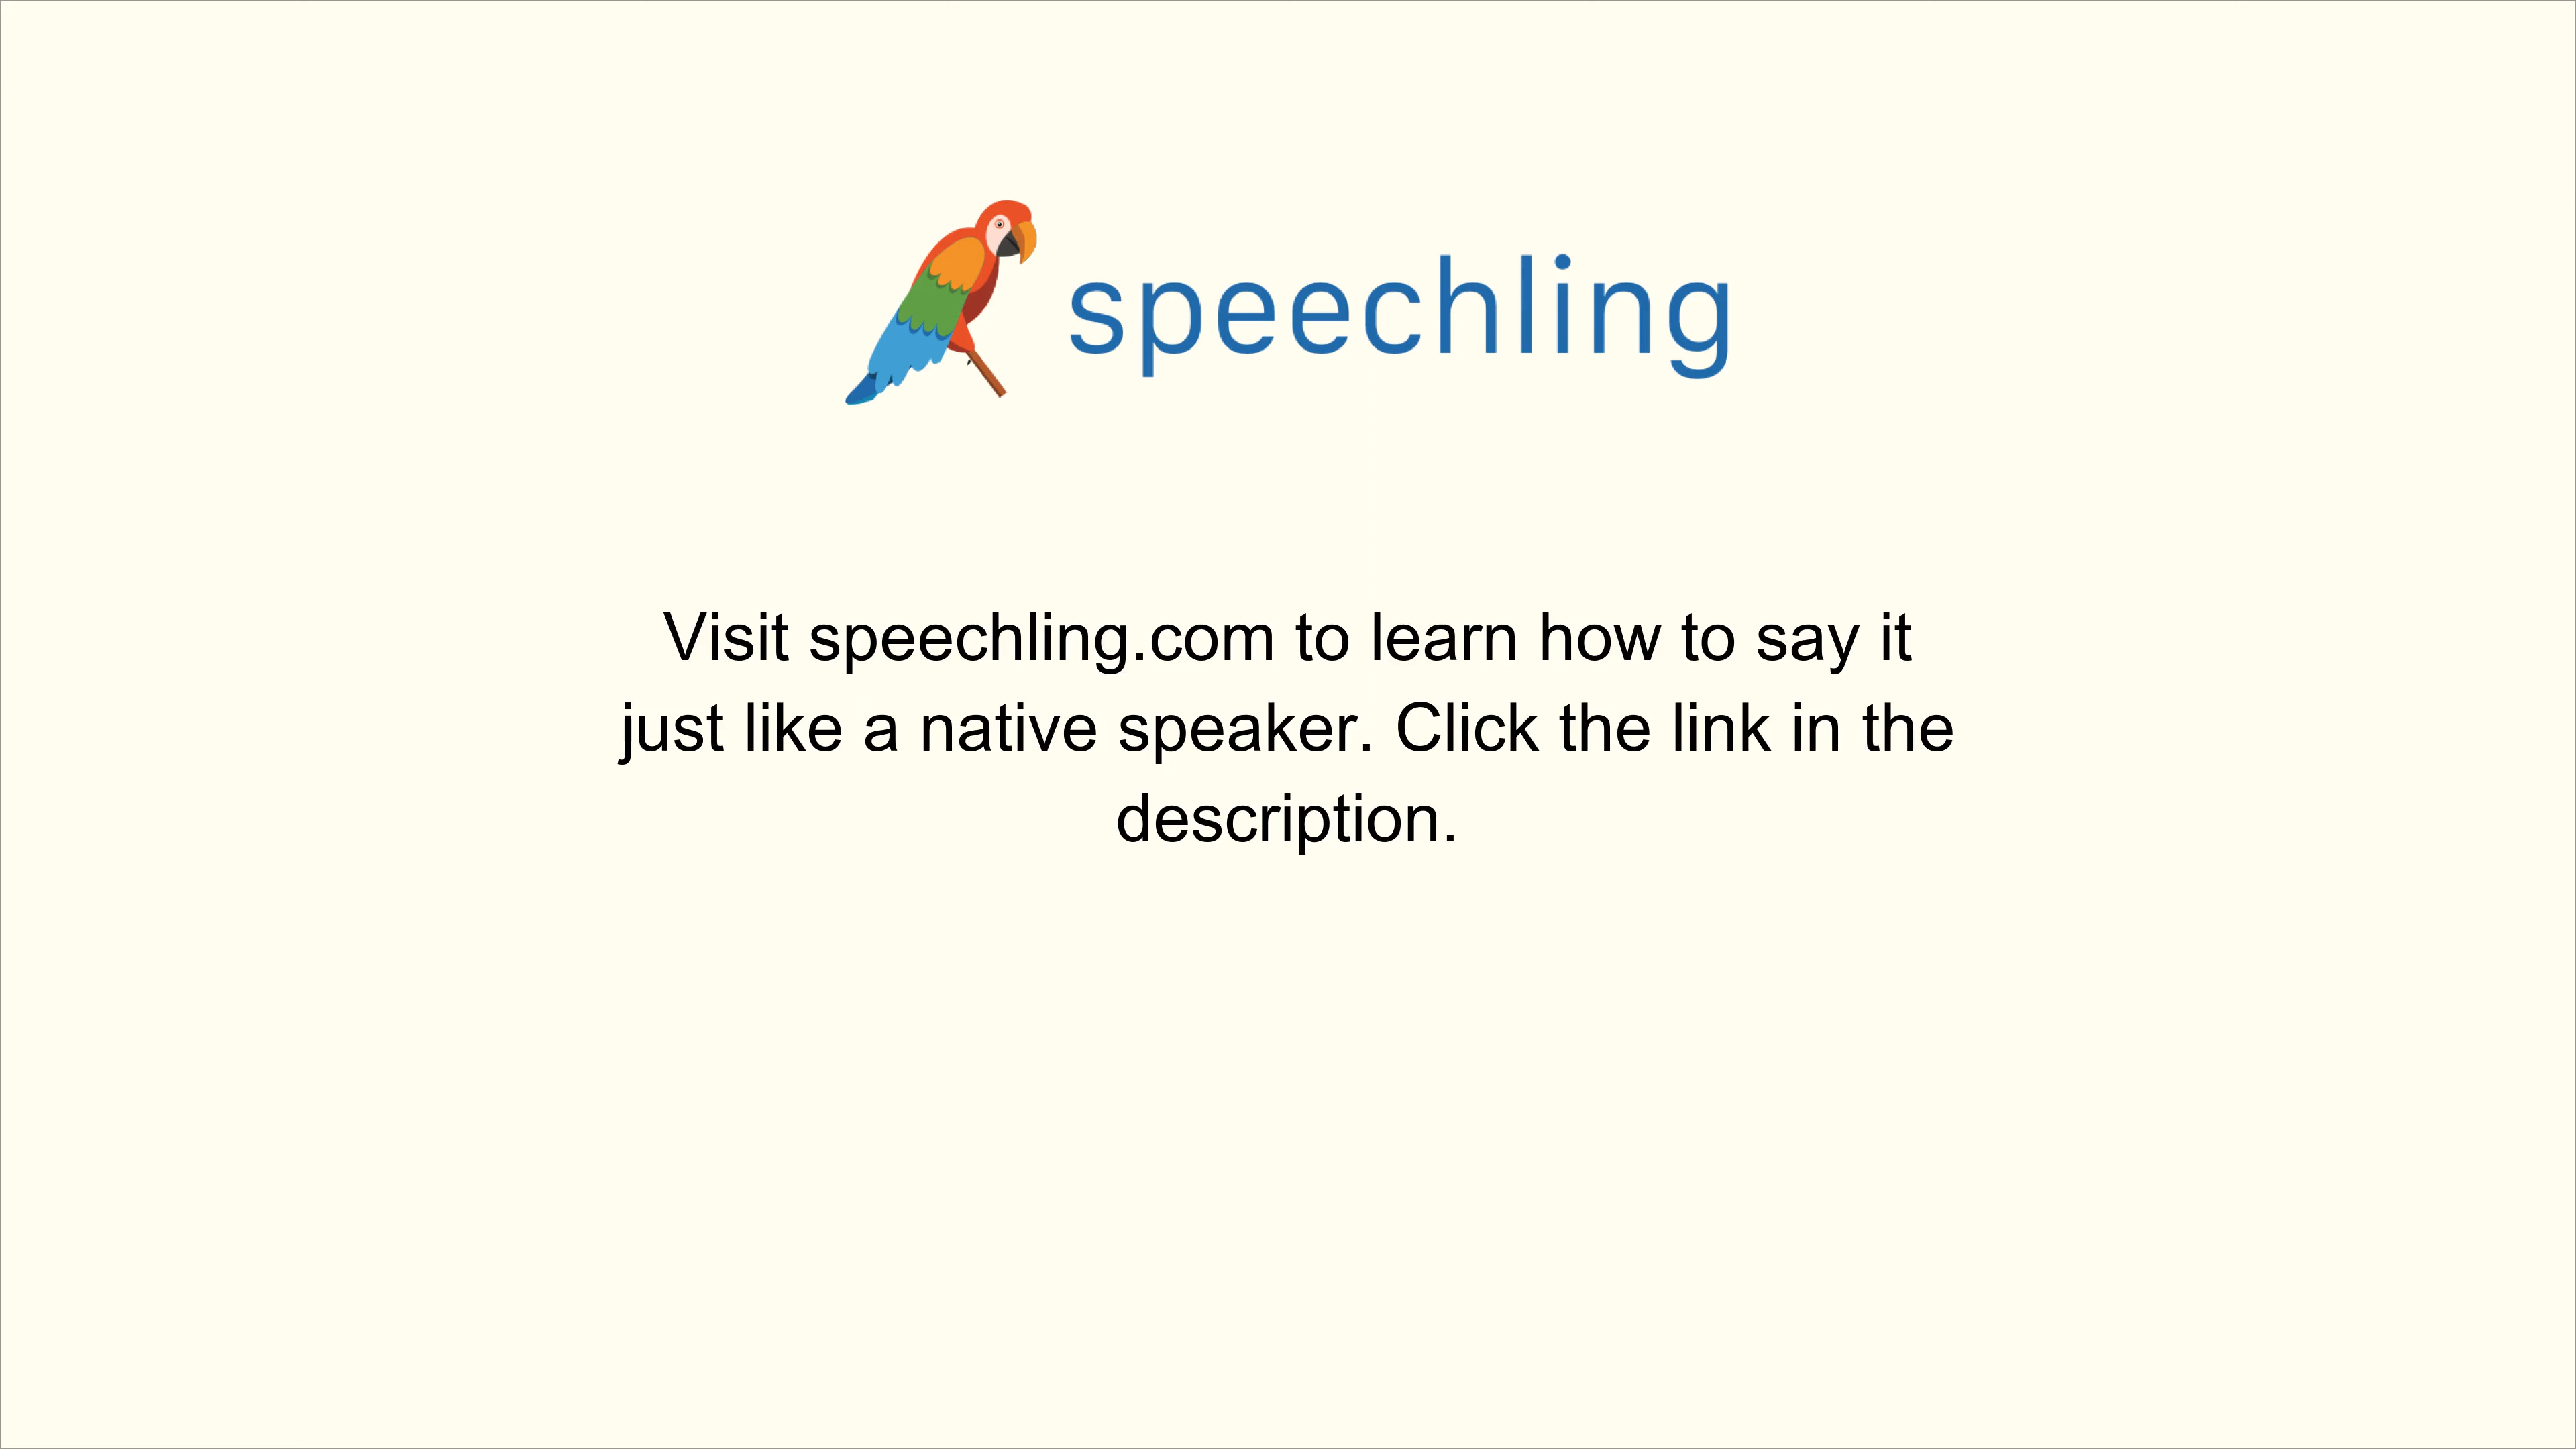 speechling
Visit speechling.com to learn how to say it
just like a native speaker. Click the link in the
description.